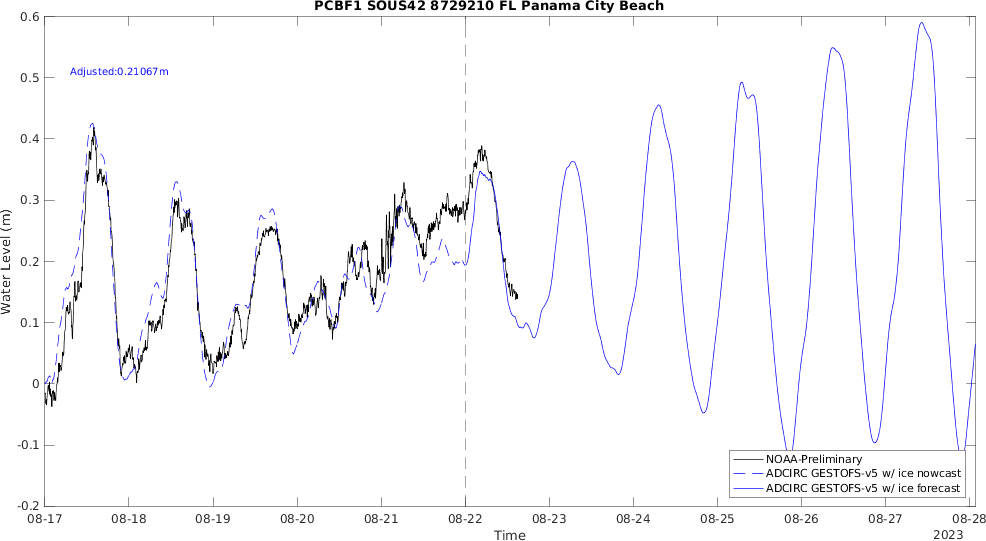 PCBF1 SOUS42 8729210 FL Panama City Beach
0.6
0.5
0.4
0.3
0.2
0.1
0
-0.1
-0.2
Water Level (m)
Adjusted:0.21067m
NOAA-Preliminary
ADCIRC GESTOFS-v5 w/ ice nowcast
ADCIRC GESTOFS-v5 w/ ice forecast
08-17 08-18 08-19 08-20 08-21 08-22 08-23 08-24 08-25 08-26 08-27 08-28
Time
2023